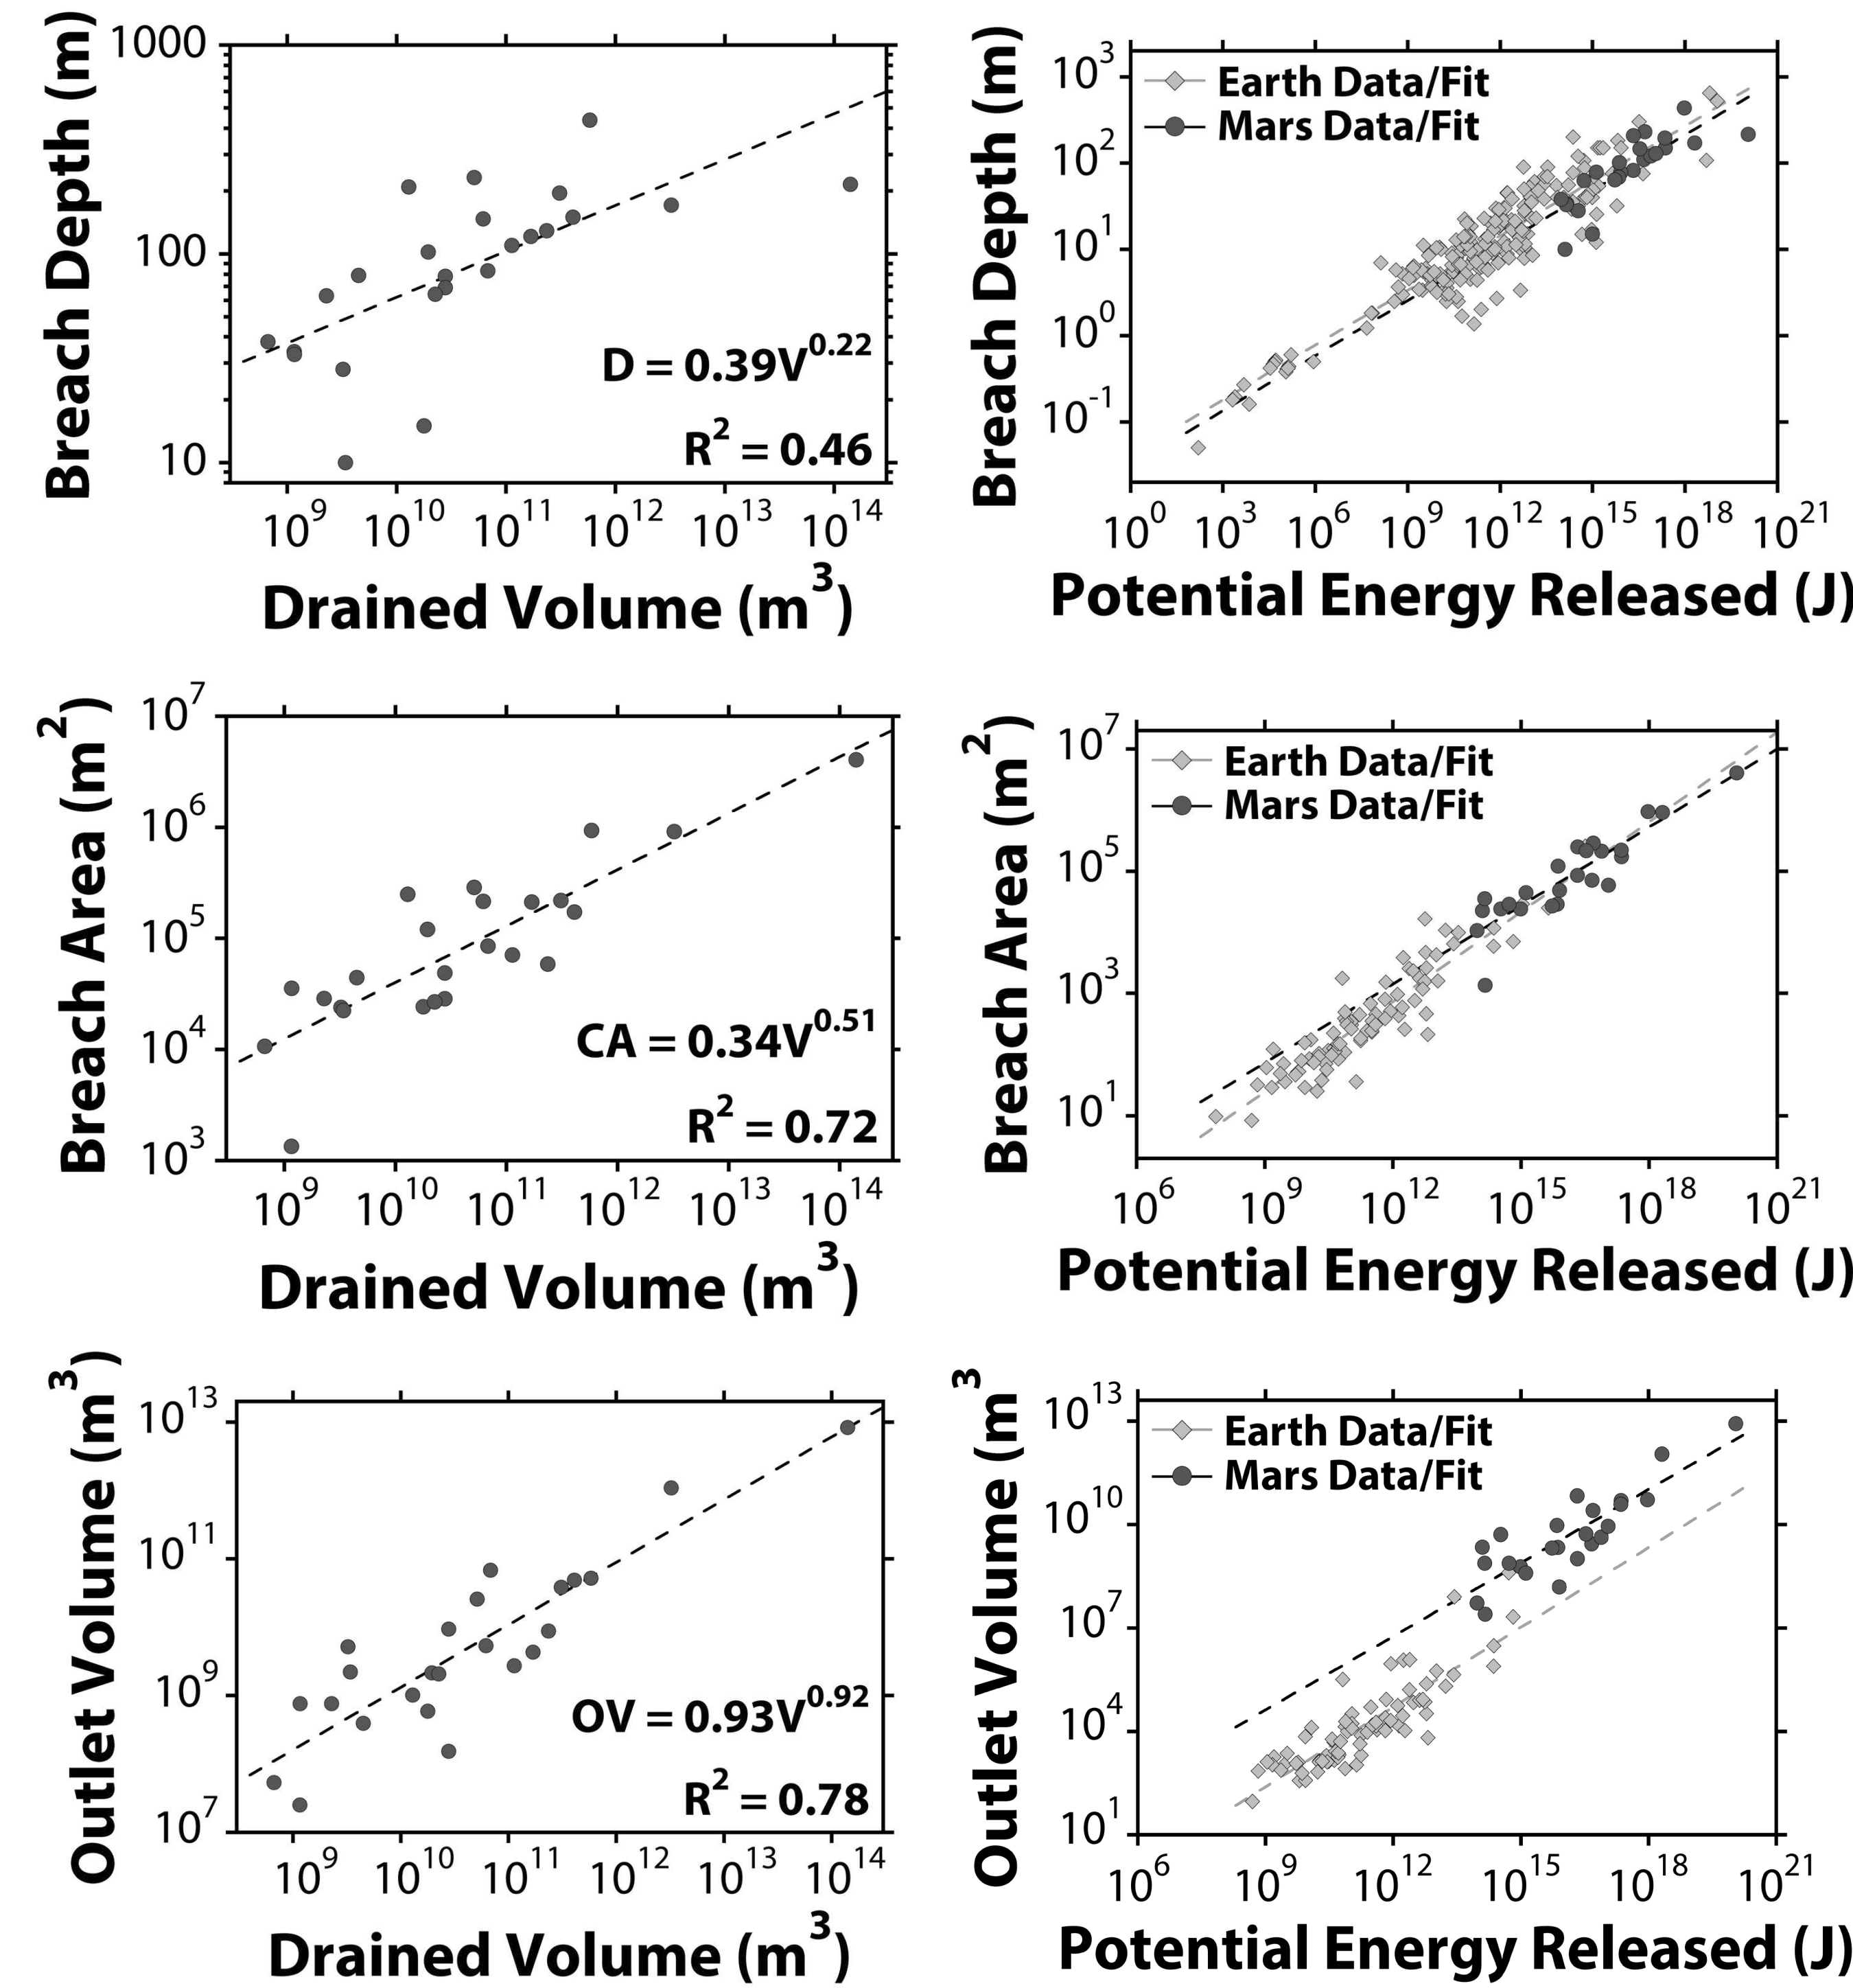 Breach Depth (m)
1000
100
10
D = 0.39V^0.22
R^2 = 0.46
10^9 10^10 10^11 10^12 10^13 10^14
Drained Volume (m^3)
Breach Depth (m)
10^3
10^2
10^1
10^0
10^-1
Earth Data/Fit
Mars Data/Fit
10^0 10^3 10^6 10^9 10^12 10^15 10^18 10^21
Potential Energy Released (J)
Breach Area (m^2)
10^7
10^6
10^5
10^4
10^3
CA = 0.34V^0.51
R^2 = 0.72
10^9 10^10 10^11 10^12 10^13 10^14
Drained Volume (m^3)
Breach Area (m^2)
10^7
10^5
10^3
10^1
Earth Data/Fit
Mars Data/Fit
10^6 10^9 10^12 10^15 10^18 10^21
Potential Energy Released (J)
Outlet Volume (m^3)
10^13
10^11
10^9
10^7
OV = 0.93V^0.92
R^2 = 0.78
10^9 10^10 10^11 10^12 10^13 10^14
Drained Volume (m^3)
Outlet Volume (m^3
10^13
10^10
10^7
10^4
10^1
Earth Data/Fit
Mars Data/Fit
10^6 10^9 10^12 10^15 10^18 10^21
Potential Energy Released (J)